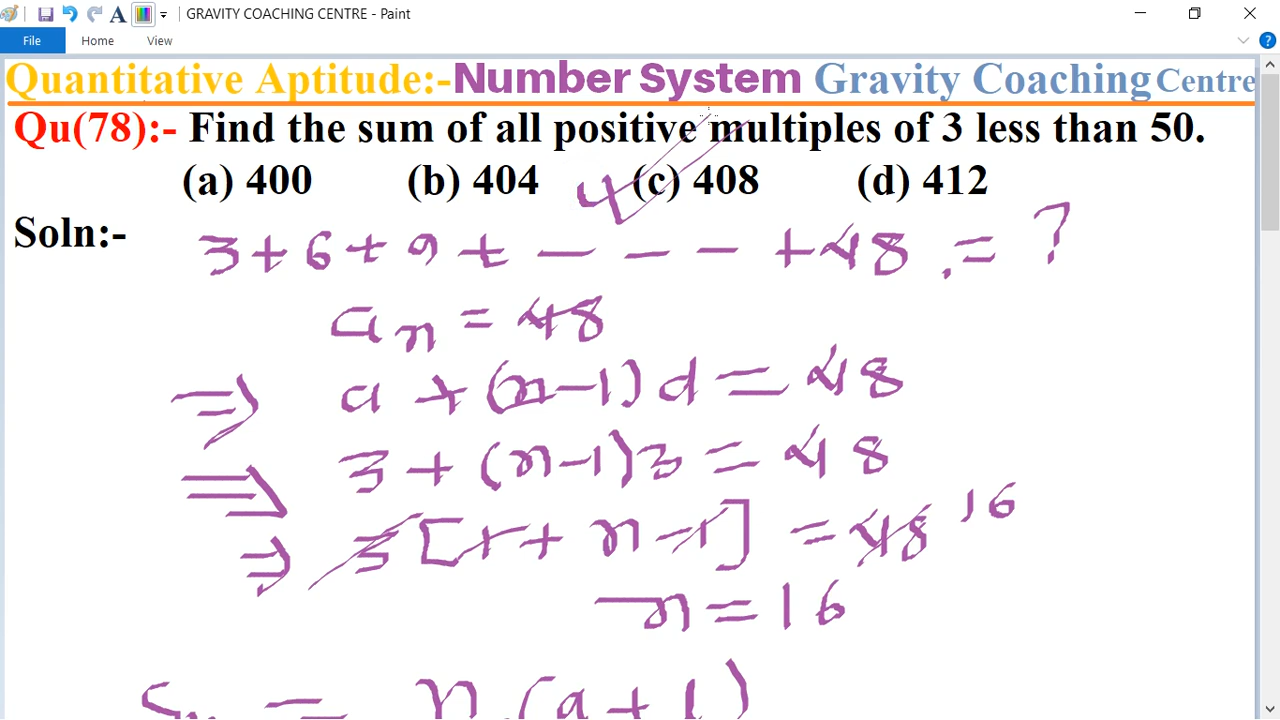 GRAVITY COACHING CENTRE - Paint
File Home View
Quantitative Aptitude:-Number System Gravity Coaching Centre
Qu(78):- Find the sum of all positive multiples of 3 less than 50.
(a) 400 (b) 404 (c) 408 (d) 412
Soln:-
3+6+9+ — — — +48 = ?
an = 48
⇒ a + (n-1)d = 48
⇒ 3 + (n-1)3 = 48
⇒ 3[1 + n - 1] = 48 16
n = 16
Sn = n (a + l)